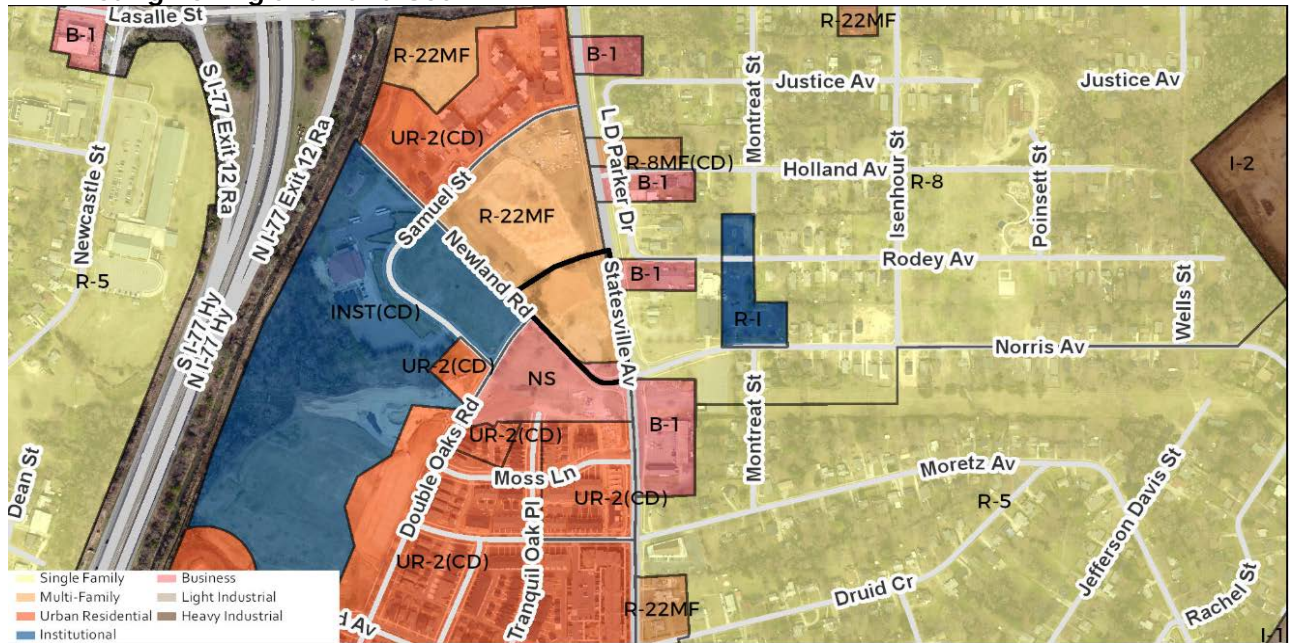 Lasalle St
B-1
R-22MF
B-1
R-22MF
S I-77 Exit 12 Ra
N I-77 Exit 12 Ra
Montreat St
Justice Av
Justice Av
L D Parker Dr
UR-2(CD)
Samuel St
R-8MF(CD)
Holland Av
Isenhour St
R-8
Poinsett St
I-2
Newcastle St
R-22MF
B-1
Newland Rd
Rodey Av
R-5
S I-77 Hy
N I-77 Hy
INST(CD)
Statesville Av
B-1
R-I
Wells St
Norris Av
UR-2(CD)
NS
B-1
Montreat St
Double Oaks Rd
UR-2(CD)
Moss Ln
UR-2(CD)
Moretz Av
Jefferson Davis St
R-5
Dean St
Tranquil Oak Pl
UR-2(CD)
Druid Cr
Rachel St
R-22MF
d Av
I-1
Single Family
Multi-Family
Urban Residential
Institutional
Business
Light Industrial
Heavy Industrial